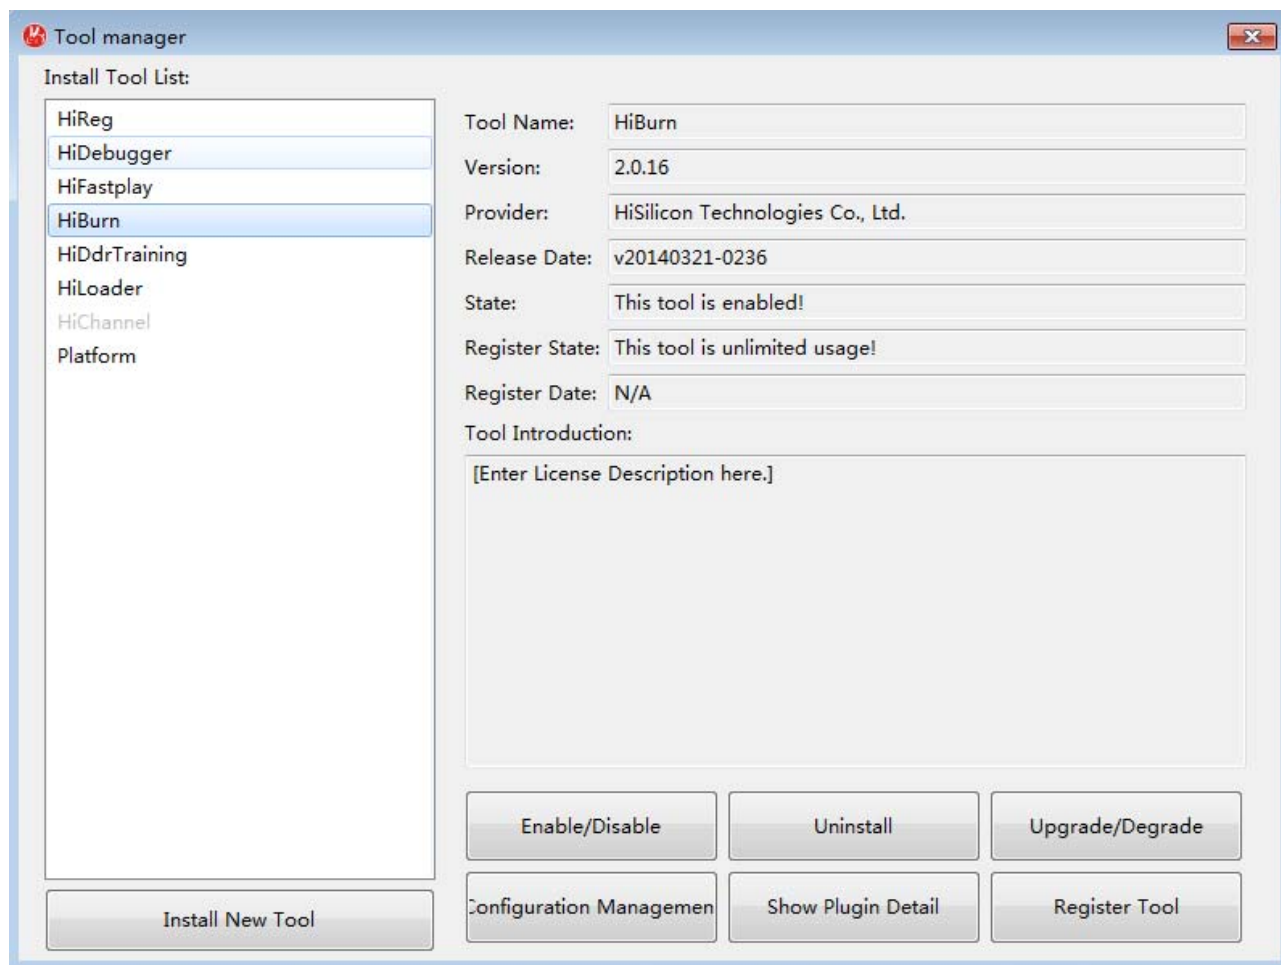 Tool manager
Install Tool List:
HiReg
HiDebugger
HiFastplay
HiBurn
HiDdrTraining
HiLoader
HiChannel
Platform
Install New Tool
Tool Name: HiBurn
Version: 2.0.16
Provider: HiSilicon Technologies Co., Ltd.
Release Date: v20140321-0236
State: This tool is enabled!
Register State: This tool is unlimited usage!
Register Date: N/A
Tool Introduction:
[Enter License Description here.]
Enable/Disable Uninstall Upgrade/Degrade
Configuration Managemen Show Plugin Detail Register Tool